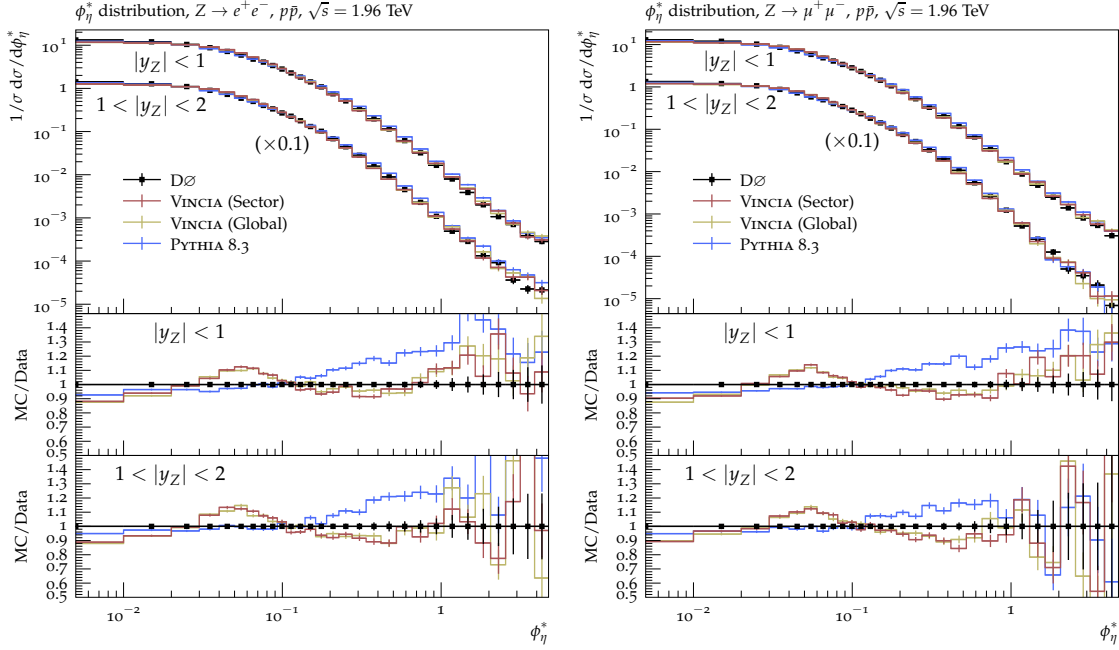 ϕ*η distribution, Z → e⁺e⁻, pp̄, √s = 1.96 TeV
1/σ dσ/dϕ*η
10¹
1
10⁻¹
10⁻²
10⁻³
10⁻⁴
10⁻⁵
|yZ| < 1
1 < |yZ| < 2
(×0.1)
DØ
VINCIA (Sector)
VINCIA (Global)
PYTHIA 8.3
|yZ| < 1
MC/Data
1.4
1.3
1.2
1.1
1
0.9
0.8
0.7
0.6
0.5
1 < |yZ| < 2
MC/Data
1.4
1.3
1.2
1.1
1
0.9
0.8
0.7
0.6
0.5
10⁻²
10⁻¹
1
ϕ*η
ϕ*η distribution, Z → μ⁺μ⁻, pp̄, √s = 1.96 TeV
1/σ dσ/dϕ*η
10¹
1
10⁻¹
10⁻²
10⁻³
10⁻⁴
10⁻⁵
|yZ| < 1
1 < |yZ| < 2
(×0.1)
DØ
VINCIA (Sector)
VINCIA (Global)
PYTHIA 8.3
|yZ| < 1
MC/Data
1.4
1.3
1.2
1.1
1
0.9
0.8
0.7
0.6
0.5
1 < |yZ| < 2
MC/Data
1.4
1.3
1.2
1.1
1
0.9
0.8
0.7
0.6
0.5
10⁻²
10⁻¹
1
ϕ*η